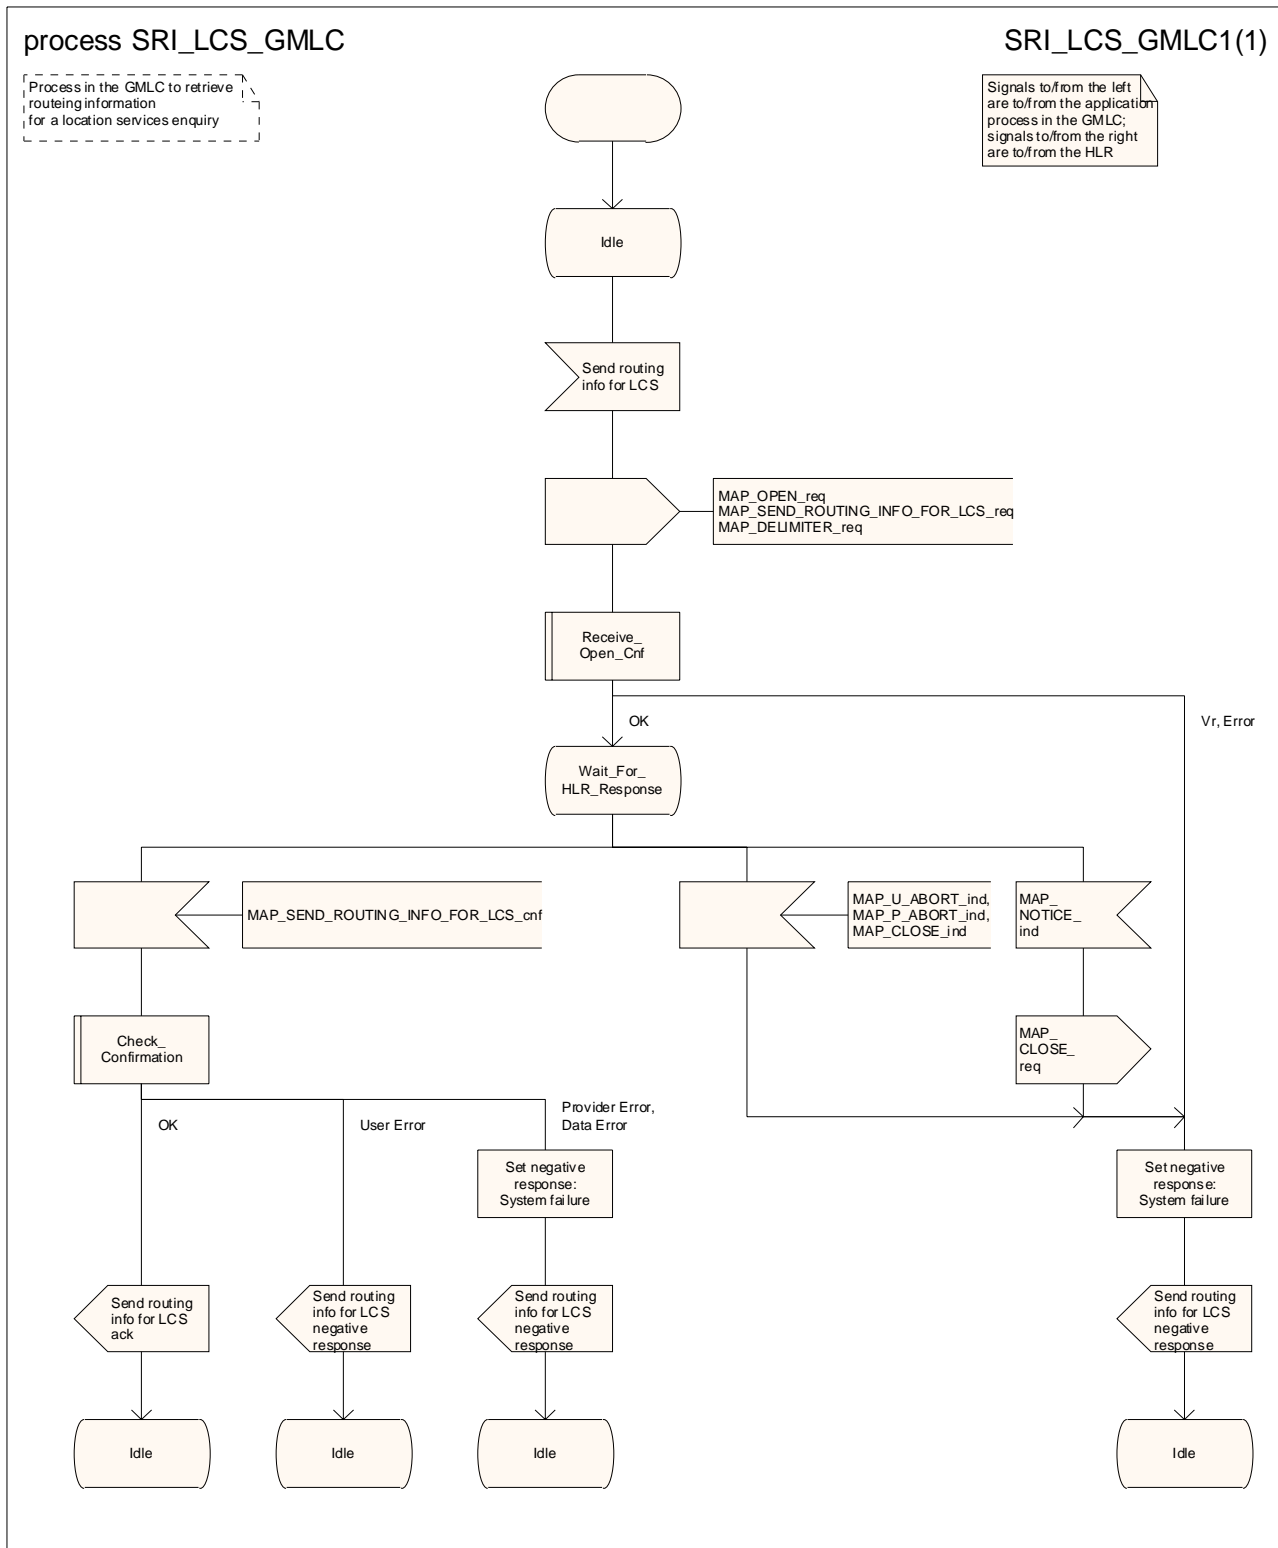 process SRI_LCS_GMLC
SRI_LCS_GMLC1(1)
Process in the GMLC to retrieve
routeing information
for a location services enquiry
Signals to/from the left
are to/from the application
process in the GMLC;
signals to/from the right
are to/from the HLR
Idle
Send routing
info for LCS
MAP_OPEN_req
MAP_SEND_ROUTING_INFO_FOR_LCS_req
MAP_DELIMITER_req
Receive_
Open_Cnf
OK
Vr, Error
Wait_For_
HLR_Response
MAP_SEND_ROUTING_INFO_FOR_LCS_cnf
MAP_U_ABORT_ind,
MAP_P_ABORT_ind,
MAP_CLOSE_ind
MAP_
NOTICE_
ind
Check_
Confirmation
MAP_
CLOSE_
req
OK
User Error
Provider Error,
Data Error
Set negative
response:
System failure
Set negative
response:
System failure
Send routing
info for LCS
ack
Send routing
info for LCS
negative
response
Send routing
info for LCS
negative
response
Send routing
info for LCS
negative
response
Idle
Idle
Idle
Idle